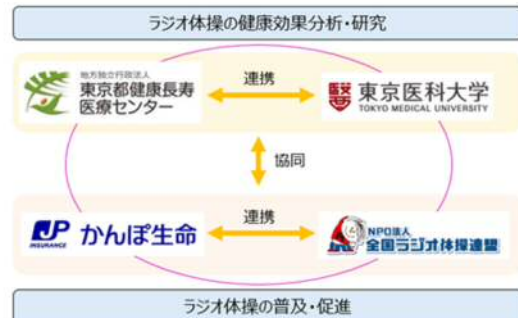 ラジオ体操の健康効果分析・研究
地方独立行政法人
東京都健康長寿
医療センター
連携
東京医科大学
TOKYO MEDICAL UNIVERSITY
協同
JP
INSURANCE
かんぽ生命
連携
NPO法人
全国ラジオ体操連盟
ラジオ体操の普及・促進